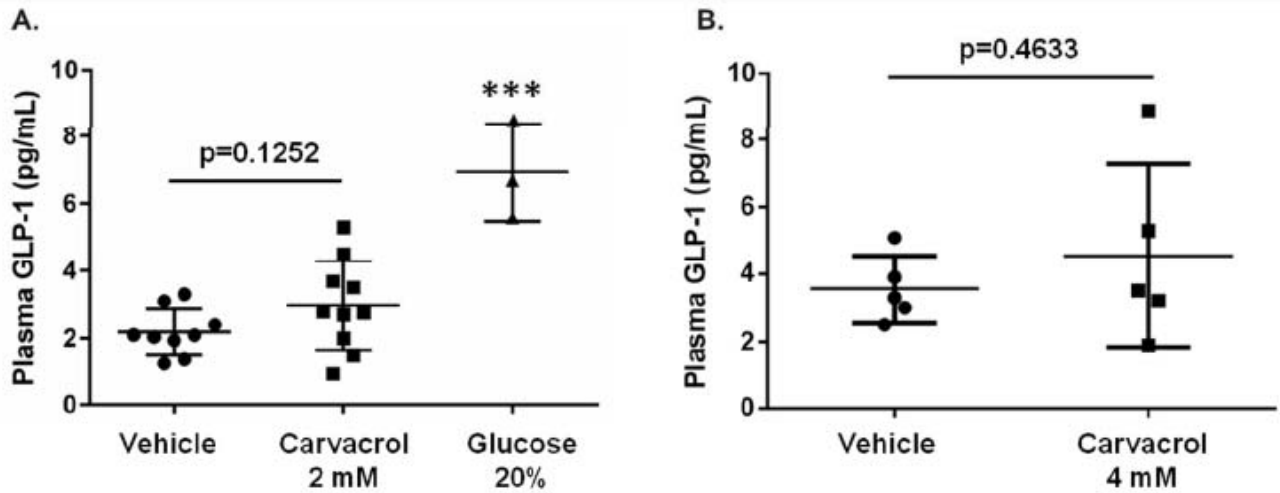 A.
Plasma GLP-1 (pg/mL)
10
8
6
4
2
0
p=0.1252
***
Vehicle
Carvacrol
2 mM
Glucose
20%
B.
Plasma GLP-1 (pg/mL)
10
8
6
4
2
0
p=0.4633
Vehicle
Carvacrol
4 mM